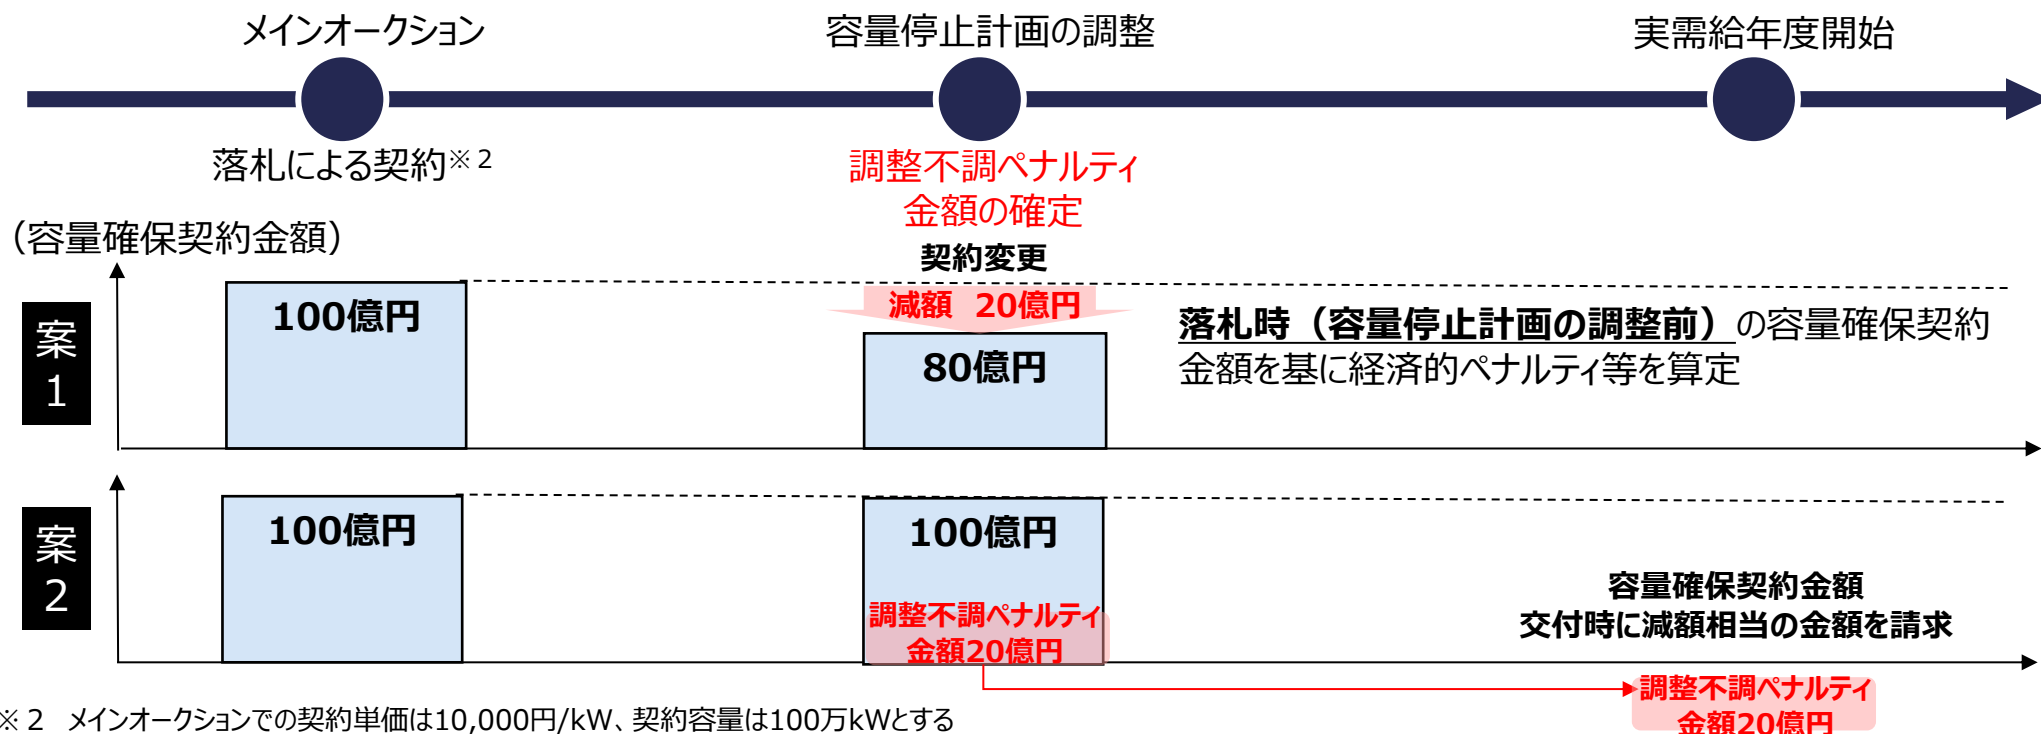 メインオークション
容量停止計画の調整
実需給年度開始
落札による契約※2
調整不調ペナルティ
金額の確定
（容量確保契約金額）
契約変更
案
1
100億円
減額 20億円
80億円
落札時（容量停止計画の調整前）の容量確保契約
金額を基に経済的ペナルティ等を算定
案
2
100億円
100億円
調整不調ペナルティ
金額20億円
容量確保契約金額
交付時に減額相当の金額を請求
調整不調ペナルティ
金額20億円
※2 メインオークションでの契約単価は10,000円/kW、契約容量は100万kWとする